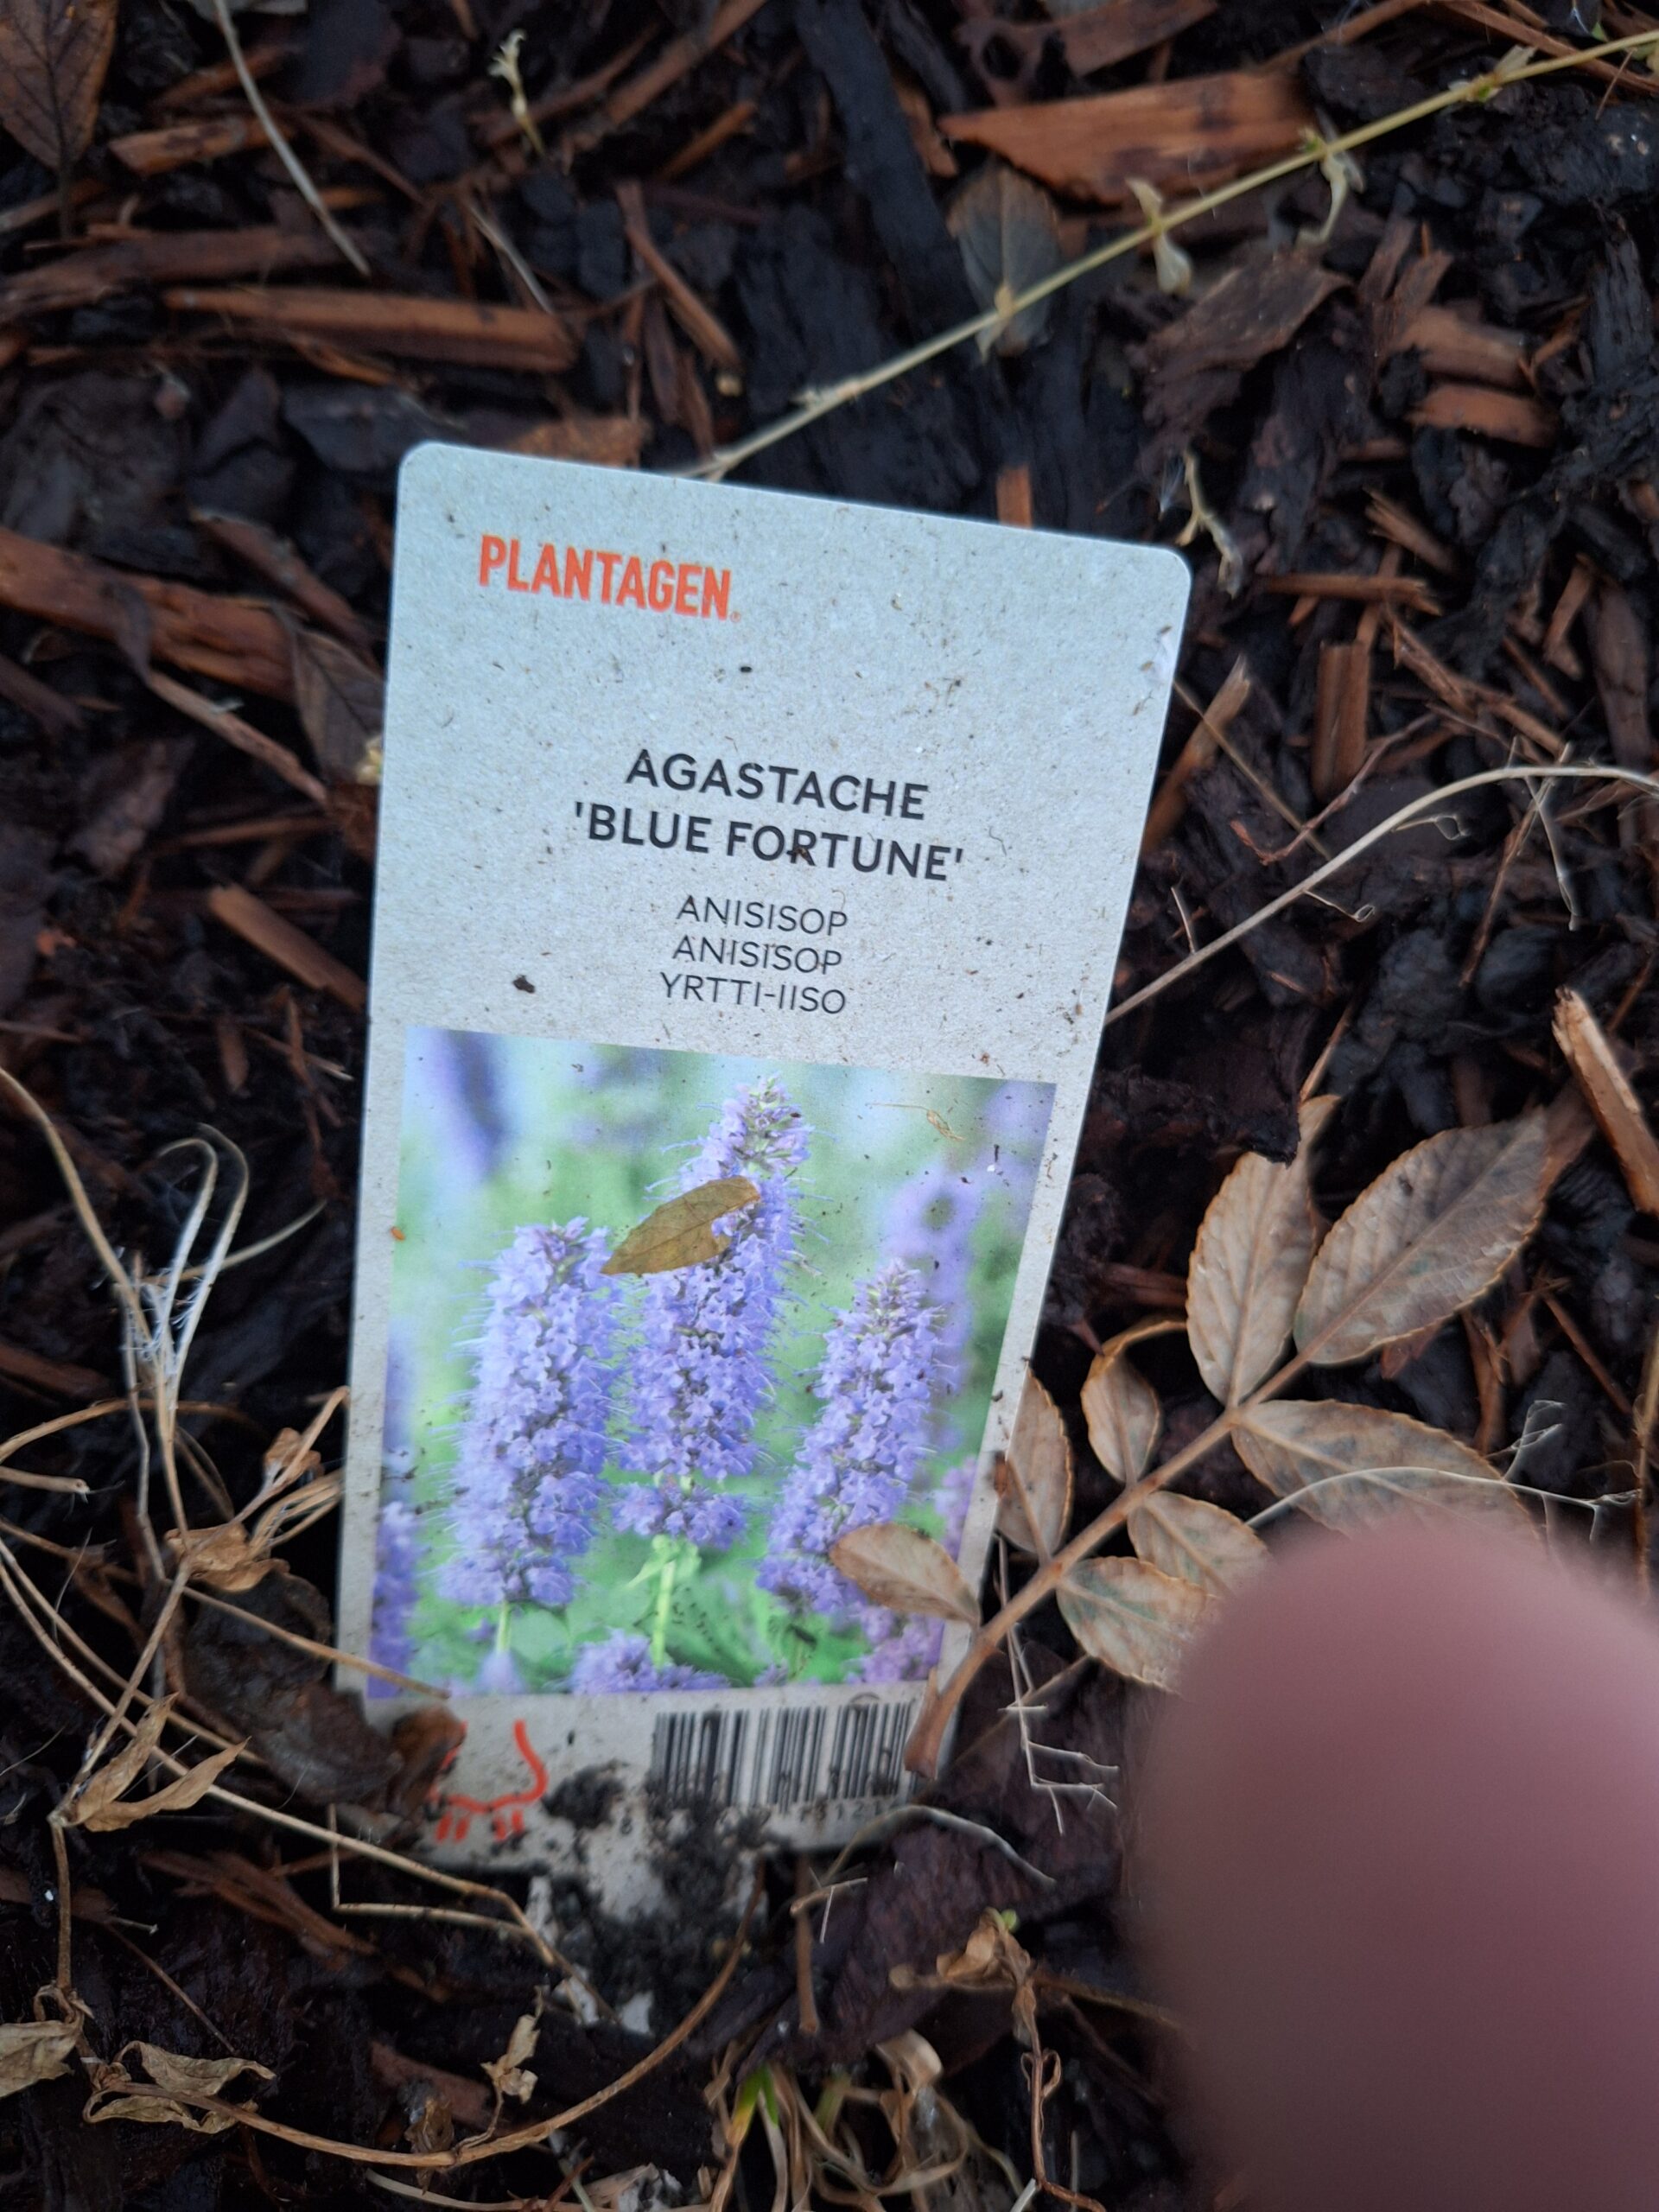 PLANTAGEN
AGASTACHE
'BLUE FORTUNE'
ANISISOP
ANISISOP
YRTTI-IISO